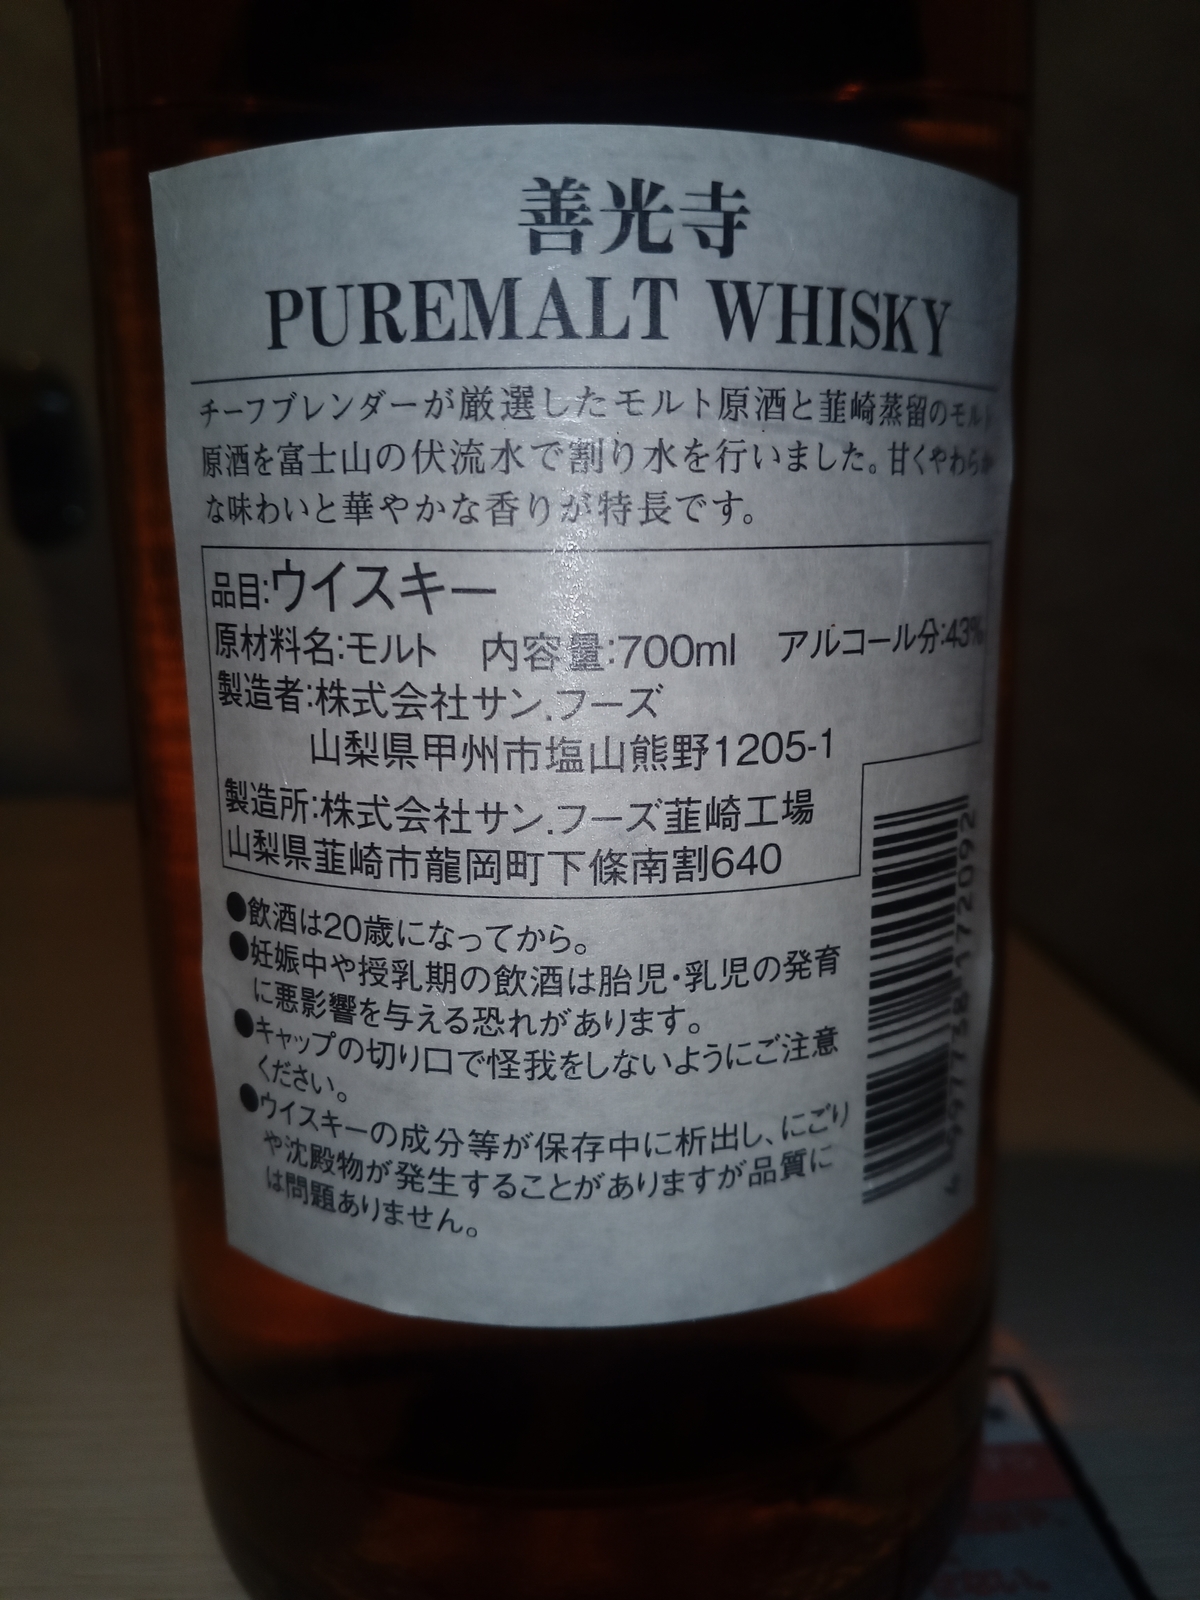 善光寺
PUREMALT WHISKY
チーフブレンダーが厳選したモルト原酒と韮崎蒸留のモルト
原酒を富士山の伏流水で割り水を行いました。甘くやわらか
な味わいと華やかな香りが特長です。
品目:ウイスキー
原材料名:モルト 内容量:700ml アルコール分:43%
製造者:株式会社サン.フーズ
山梨県甲州市塩山熊野1205-1
製造所:株式会社サン.フーズ韮崎工場
山梨県韮崎市龍岡町下條南割640
●飲酒は20歳になってから。
●妊娠中や授乳期の飲酒は胎児・乳児の発育
に悪影響を与える恐れがあります。
●キャップの切り口で怪我をしないようにご注意
ください。
●ウイスキーの成分等が保存中に析出し、にごり
や沈殿物が発生することがありますが品質に
は問題ありません。